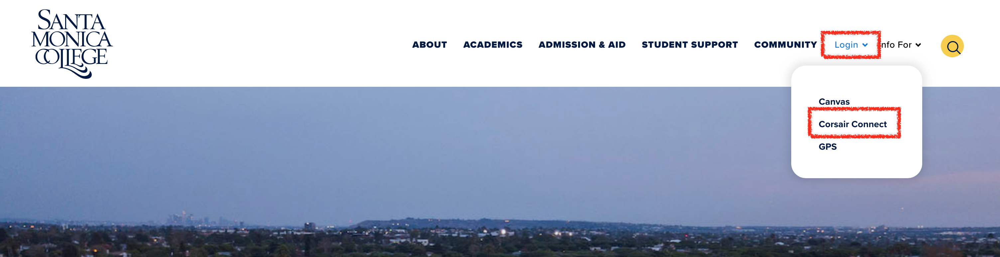 SANTA
MONICA
COLLEGE
ABOUT ACADEMICS ADMISSION & AID STUDENT SUPPORT COMMUNITY Login nfo For
Canvas
Corsair Connect
GPS